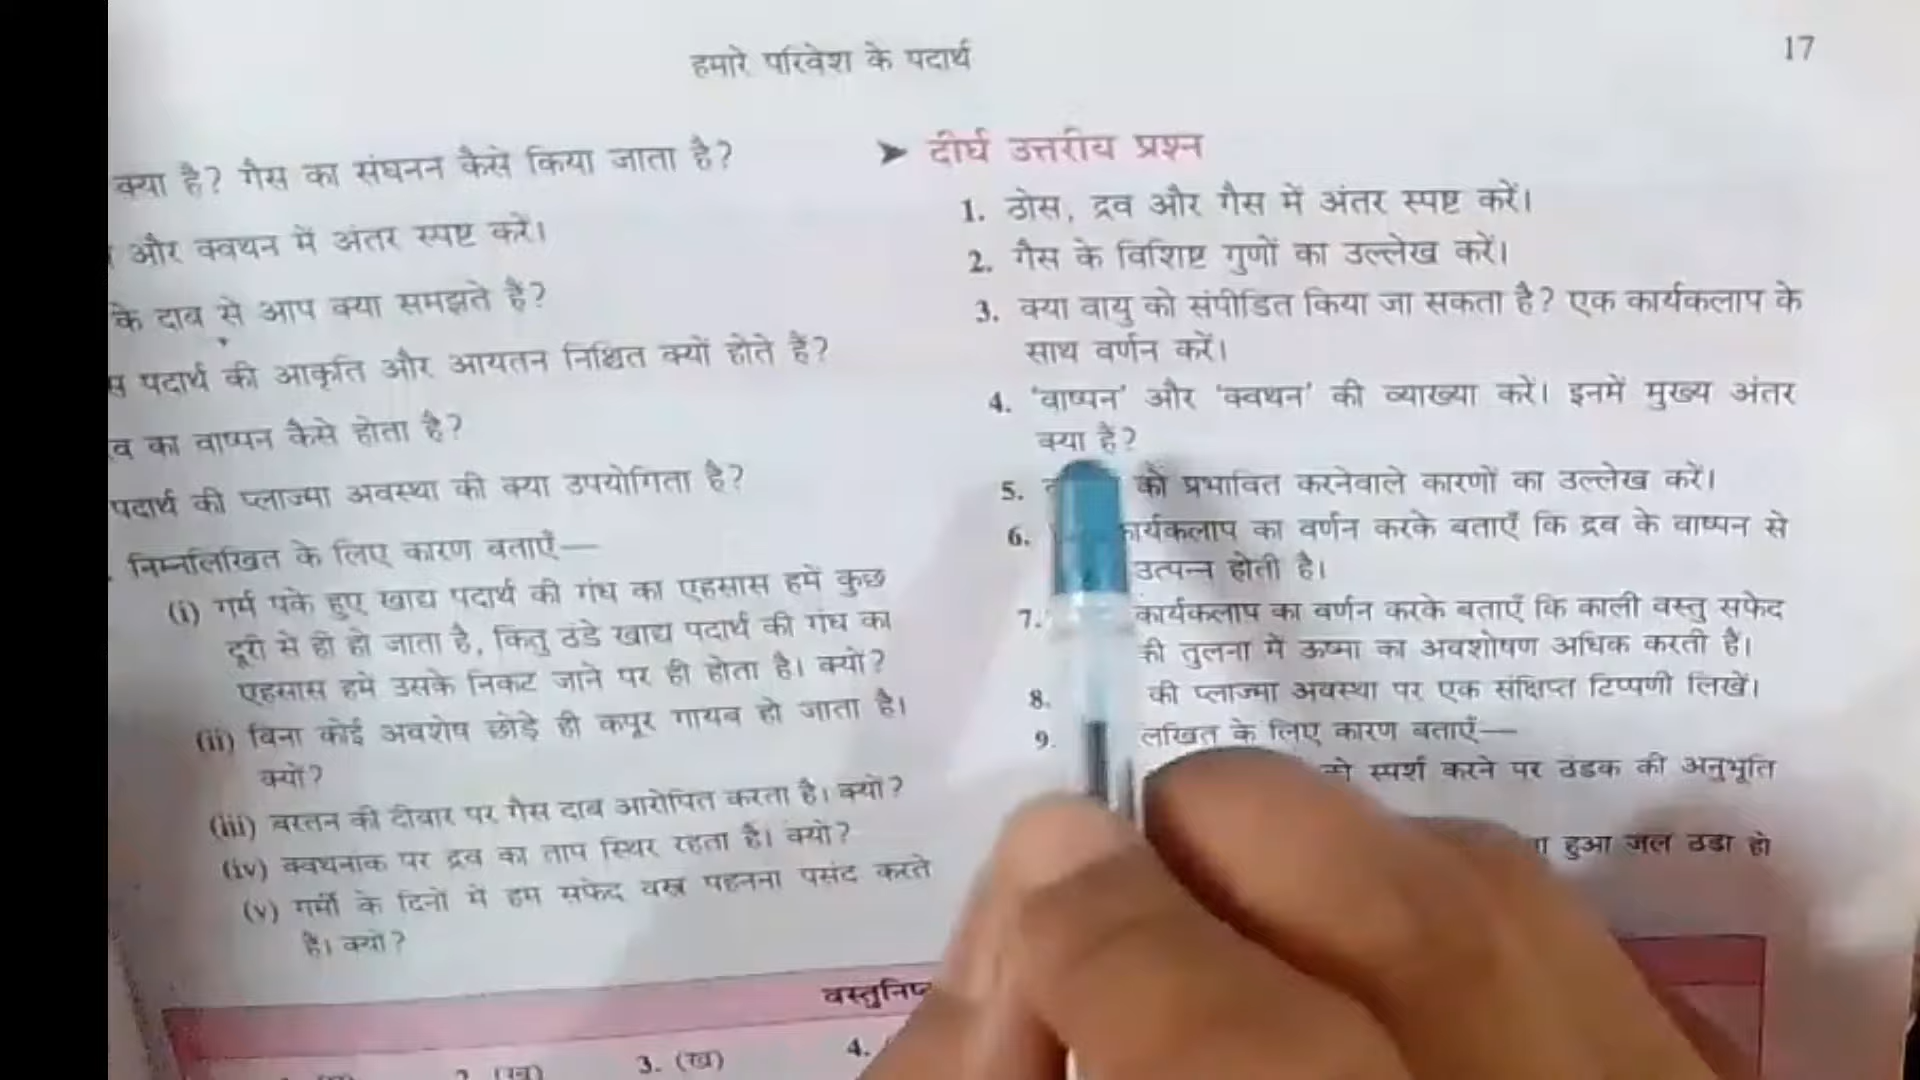 हमारे परिवेश के पदार्थ
17
क्या है? गैस का संघनन कैसे किया जाता है?
और क्वथन में अंतर स्पष्ट करें।
के दाब से आप क्या समझते हैं?
पदार्थ की आकृति और आयतन निश्चित क्यों होते हैं?
का वाष्पन कैसे होता है?
पदार्थ की प्लाज्मा अवस्था की क्या उपयोगिता है?
निम्नलिखित के लिए कारण बताएँ—
(i) गर्म पके हुए खाद्य पदार्थ की गंध का एहसास हमें कुछ
दूरी से ही हो जाता है, किंतु ठंडे खाद्य पदार्थ की गंध का
एहसास हमें उसके निकट जाने पर ही होता है। क्यों?
(ii) बिना कोई अवशेष छोड़े ही कपूर गायब हो जाता है।
क्यों?
(iii) बरतन की दीवार पर गैस दाब आरोपित करता है। क्यों?
(iv) क्वथनांक पर द्रव का ताप स्थिर रहता है। क्यों?
(v) गर्मी के दिनों में हम सफेद वस्त्र पहनना पसंद करते
हैं। क्यों?
➤ दीर्घ उत्तरीय प्रश्न
1. ठोस, द्रव और गैस में अंतर स्पष्ट करें।
2. गैस के विशिष्ट गुणों का उल्लेख करें।
3. क्या वायु को संपीडित किया जा सकता है? एक कार्यकलाप के
साथ वर्णन करें।
4. 'वाष्पन' और 'क्वथन' की व्याख्या करें। इनमें मुख्य अंतर
क्या है?
5. को प्रभावित करनेवाले कारणों का उल्लेख करें।
6. कार्यकलाप का वर्णन करके बताएँ कि द्रव के वाष्पन से
उत्पन्न होती है।
7. कार्यकलाप का वर्णन करके बताएँ कि काली वस्तु सफेद
की तुलना में ऊष्मा का अवशोषण अधिक करती है।
8. की प्लाज्मा अवस्था पर एक संक्षिप्त टिप्पणी लिखें।
9. के लिए कारण बताएँ—
स्पर्श करने पर ठंडक की अनुभूति
हुआ जल ठंडा हो
3. (ख)
4.